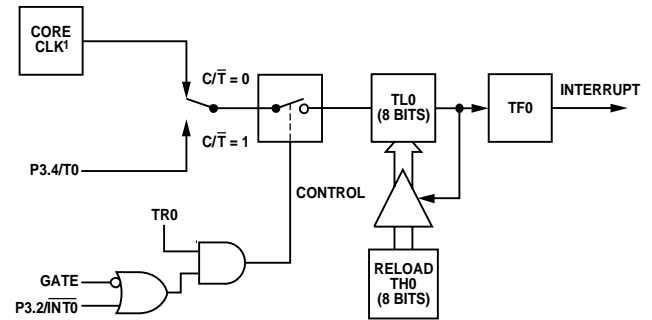 CORE
CLK¹
C/T̅ = 0
C/T̅ = 1
TL0
(8 BITS)
TF0
INTERRUPT
P3.4/T0
CONTROL
TR0
GATE
P3.2/I̅N̅T̅0̅
RELOAD
TH0
(8 BITS)